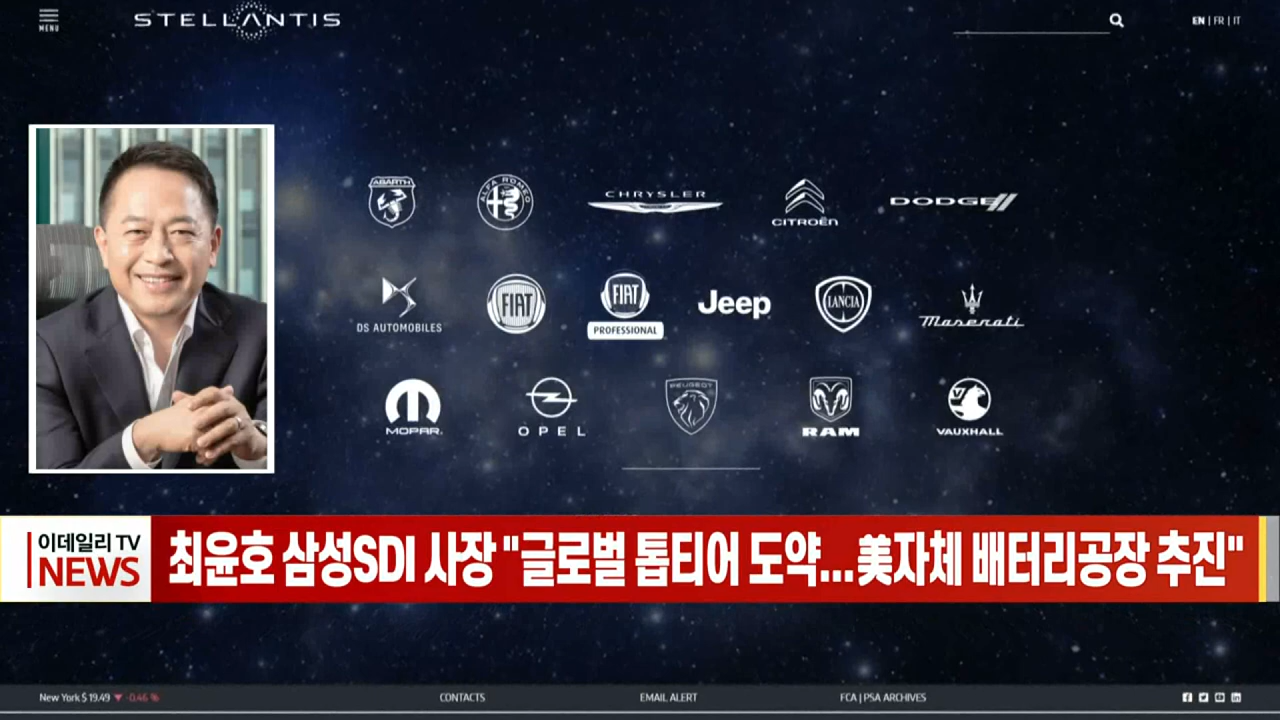 MENU
STELLANTIS
EN | FR | IT
ABARTH
ALFA ROMEO
CHRYSLER
CITROËN
DODGE
DS AUTOMOBILES
FIAT
FIAT
PROFESSIONAL
Jeep
LANCIA
Maserati
MOPAR
OPEL
PEUGEOT
RAM
VAUXHALL
이데일리 TV
NEWS
최윤호 삼성SDI 사장 "글로벌 톱티어 도약...美자체 배터리공장 추진"
New York $ 19.49 ▼ -0.46 %
CONTACTS
EMAIL ALERT
FCA | PSA ARCHIVES